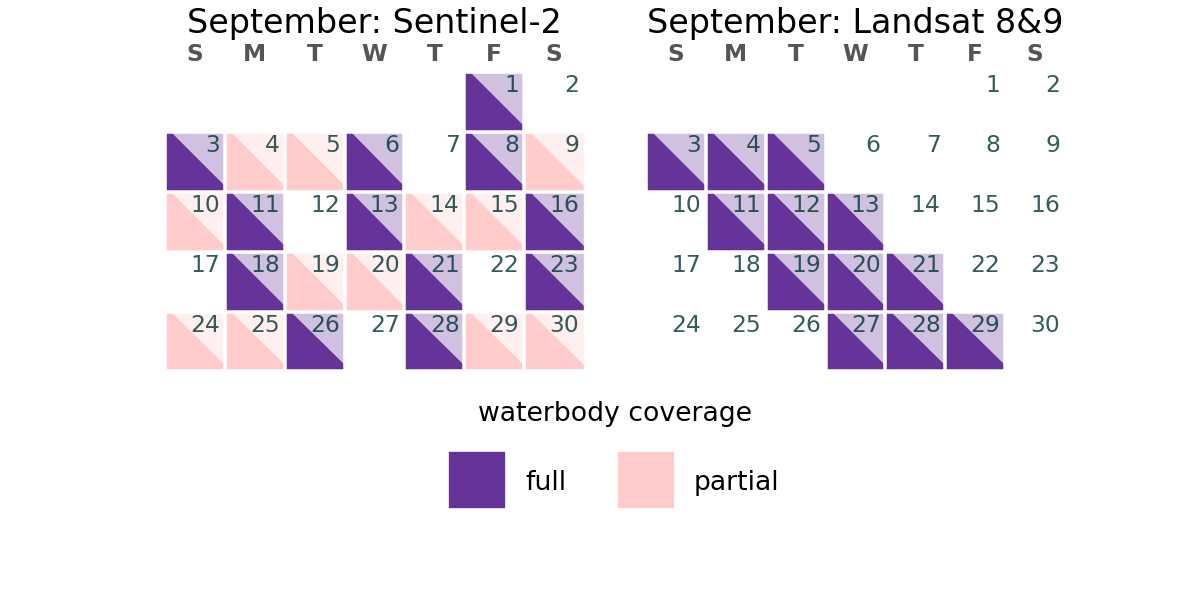 September: Sentinel-2
S M T W T F S
1 2
3 4 5 6 7 8 9
10 11 12 13 14 15 16
17 18 19 20 21 22 23
24 25 26 27 28 29 30
September: Landsat 8&9
S M T W T F S
1 2
3 4 5 6 7 8 9
10 11 12 13 14 15 16
17 18 19 20 21 22 23
24 25 26 27 28 29 30
waterbody coverage
full partial